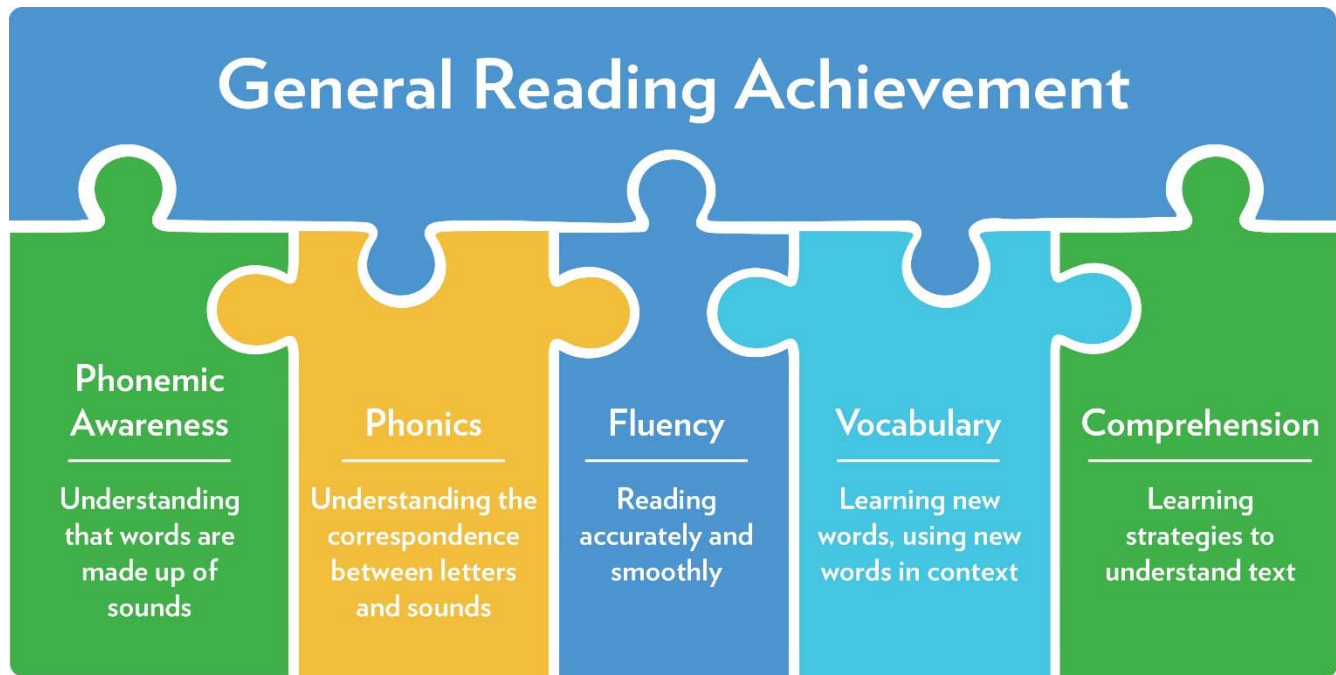 General Reading Achievement
Phonemic
Awareness
Understanding
that words are
made up of
sounds
Phonics
Understanding the
correspondence
between letters
and sounds
Fluency
Reading
accurately and
smoothly
Vocabulary
Learning new
words, using new
words in context
Comprehension
Learning
strategies to
understand text